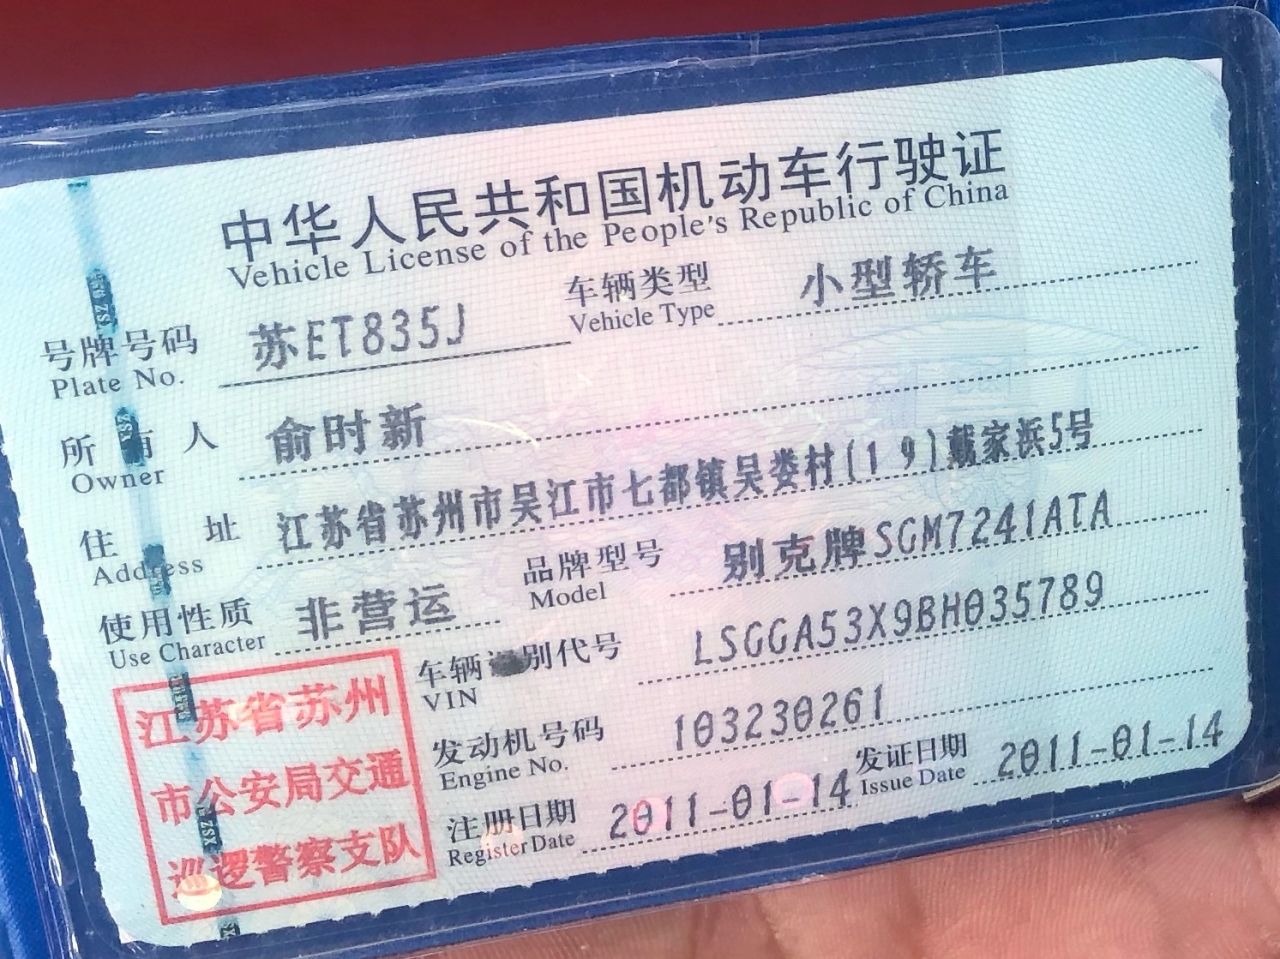 中华人民共和国机动车行驶证
Vehicle License of the People's Republic of China
号牌号码 苏ET835J 车辆类型 小型轿车
Plate No. Vehicle Type
所有人 俞时新
Owner
住址 江苏省苏州市吴江市七都镇吴娄村(19)戴家浜5号
Address
使用性质 非营运 品牌型号 别克牌SGM7241ATA
Use Character Model
车辆识别代号 LSGGA53X9BH035789
VIN
发动机号码 103230261
Engine No.
注册日期 2011-01-14 发证日期 2011-01-14
Register Date Issue Date
江苏省苏州
市公安局交通
巡逻警察支队